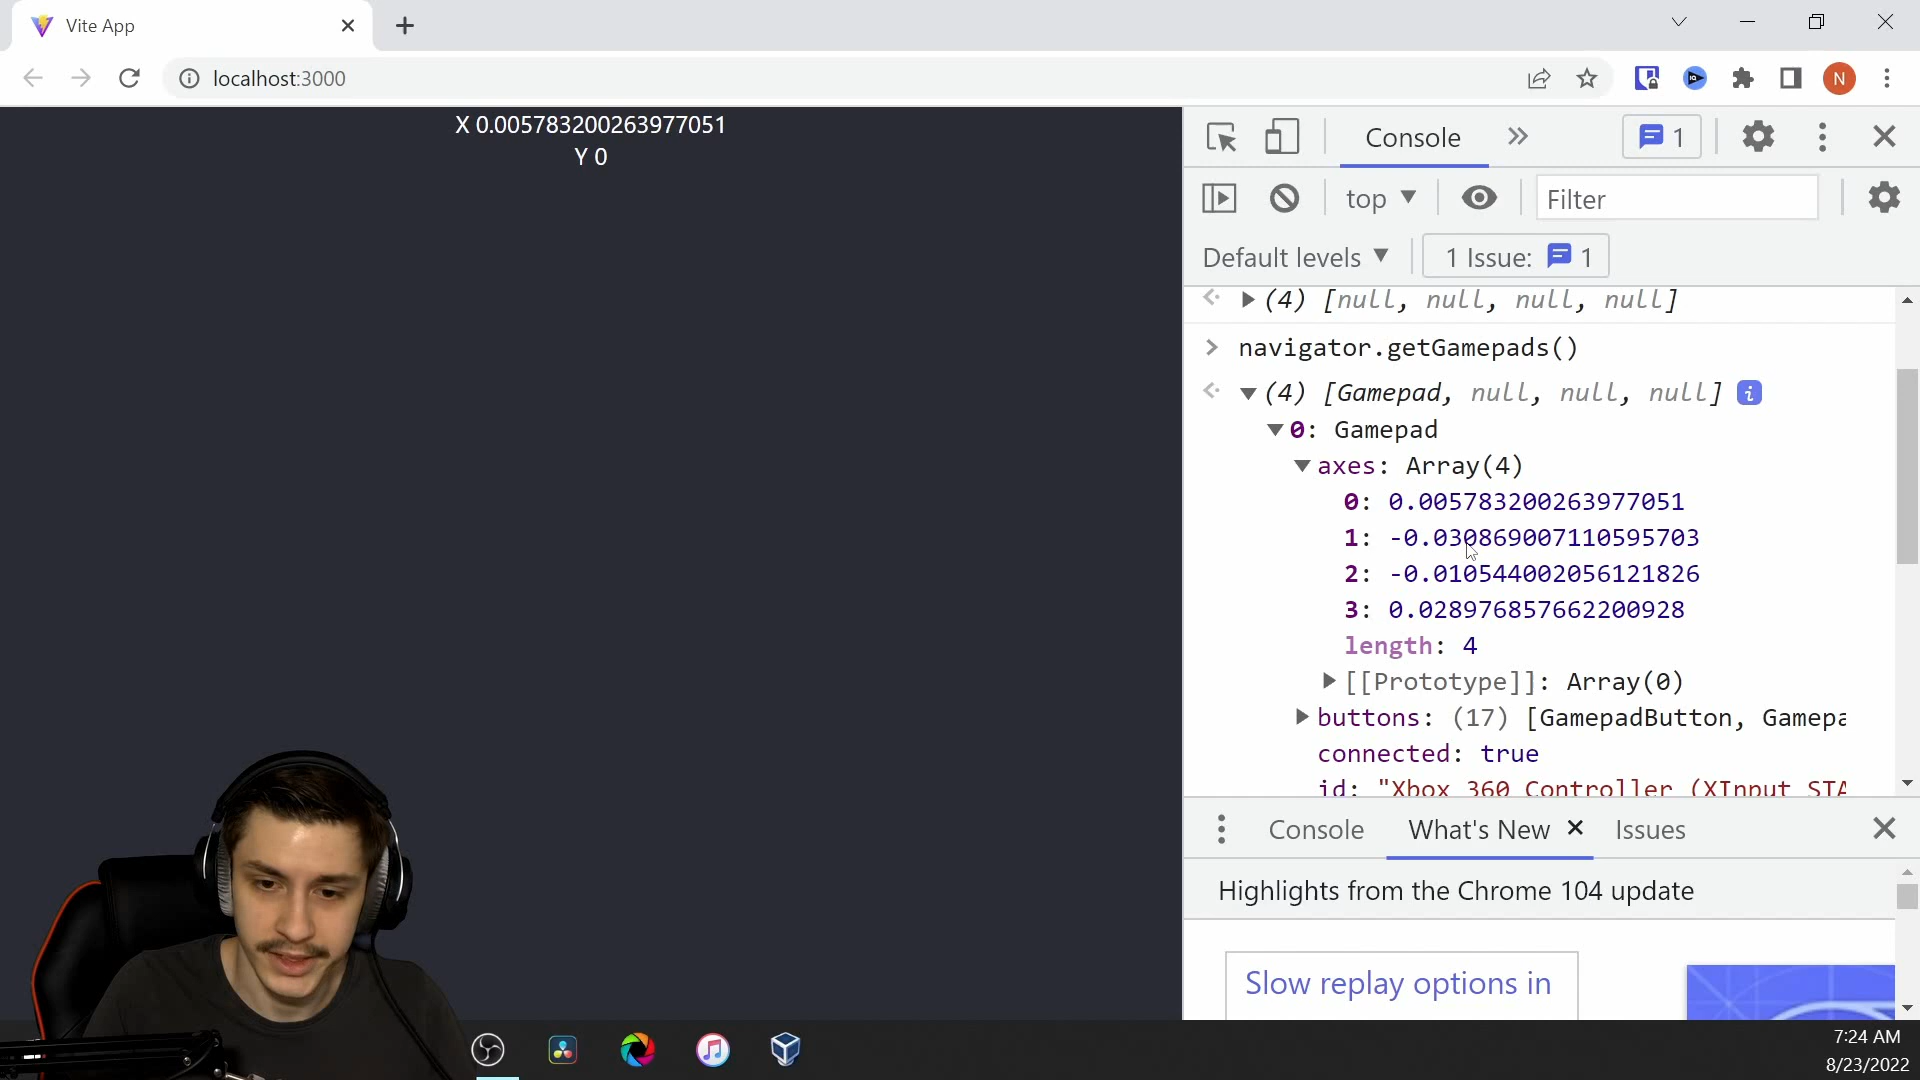 Vite App
localhost:3000
N
X 0.005783200263977051
Y 0
Console
1
top
Filter
Default levels
1 Issue: 1
(4) [null, null, null, null]
navigator.getGamepads()
(4) [Gamepad, null, null, null] i
0: Gamepad
axes: Array(4)
0: 0.005783200263977051
1: -0.030869007110595703
2: -0.010544002056121826
3: 0.028976857662200928
length: 4
[[Prototype]]: Array(0)
buttons: (17) [GamepadButton, Gamepa
connected: true
id: "Xbox 360 Controller (XInput STA
Console What's New Issues
Highlights from the Chrome 104 update
Slow replay options in
7:24 AM
8/23/2022